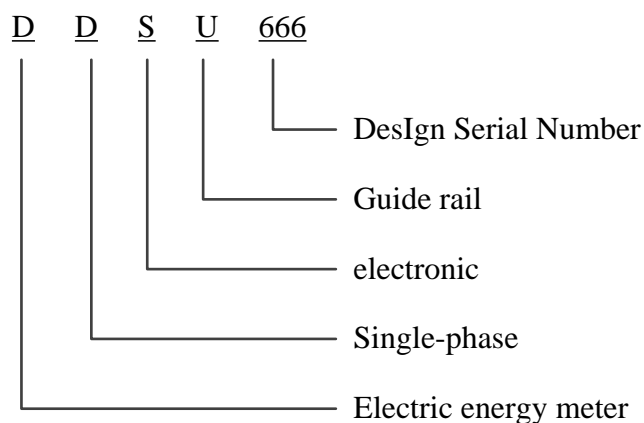 D D S U 666
DesIgn Serial Number
Guide rail
electronic
Single-phase
Electric energy meter